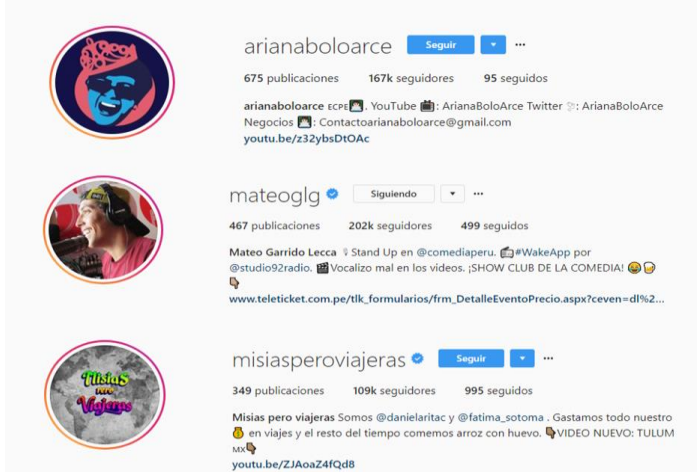 arianaboloarce Seguir ...
675 publicaciones 167k seguidores 95 seguidos
arianaboloarce ECPE👩‍💻. YouTube 📺: ArianaBoloArce Twitter 🕊: ArianaBoloArce
Negocios 👩‍💻: Contactoarianaboloarce@gmail.com
youtu.be/z32ybsDtOAc
mateoglg Siguiendo ...
467 publicaciones 202k seguidores 499 seguidos
Mateo Garrido Lecca 🎙Stand Up en @comediaperu. 📻#WakeApp por
@studio92radio. 🎬Vocalizo mal en los videos. ¡SHOW CLUB DE LA COMEDIA! 😂🍺
👇🏽
www.teleticket.com.pe/tlk_formularios/frm_DetalleEventoPrecio.aspx?ceven=dl%2...
Misias pero Viajeras
misiasperoviajeras Seguir ...
349 publicaciones 109k seguidores 995 seguidos
Misias pero viajeras Somos @danielaritac y @fatima_sotoma . Gastamos todo nuestro
💰 en viajes y el resto del tiempo comemos arroz con huevo. 👇🏽VIDEO NUEVO: TULUM
MX👇🏽
youtu.be/ZJAoaZ4fQd8